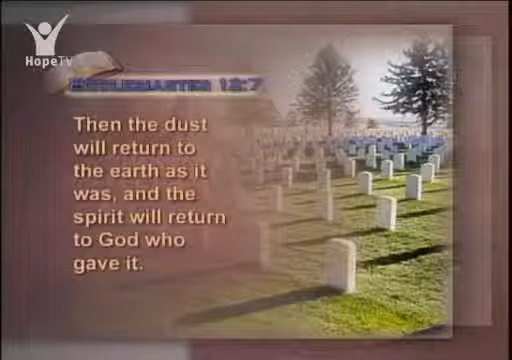 HopeTv
ECCLESIASTES 12:7
Then the dust
will return to
the earth as it
was, and the
spirit will return
to God who
gave it.